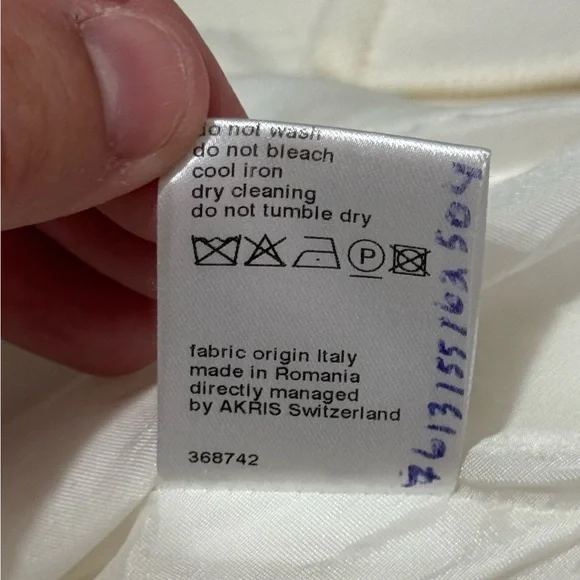 do not wash
do not bleach
cool iron
dry cleaning
do not tumble dry
P
fabric origin Italy
made in Romania
directly managed
by AKRIS Switzerland
368742
7613155162504